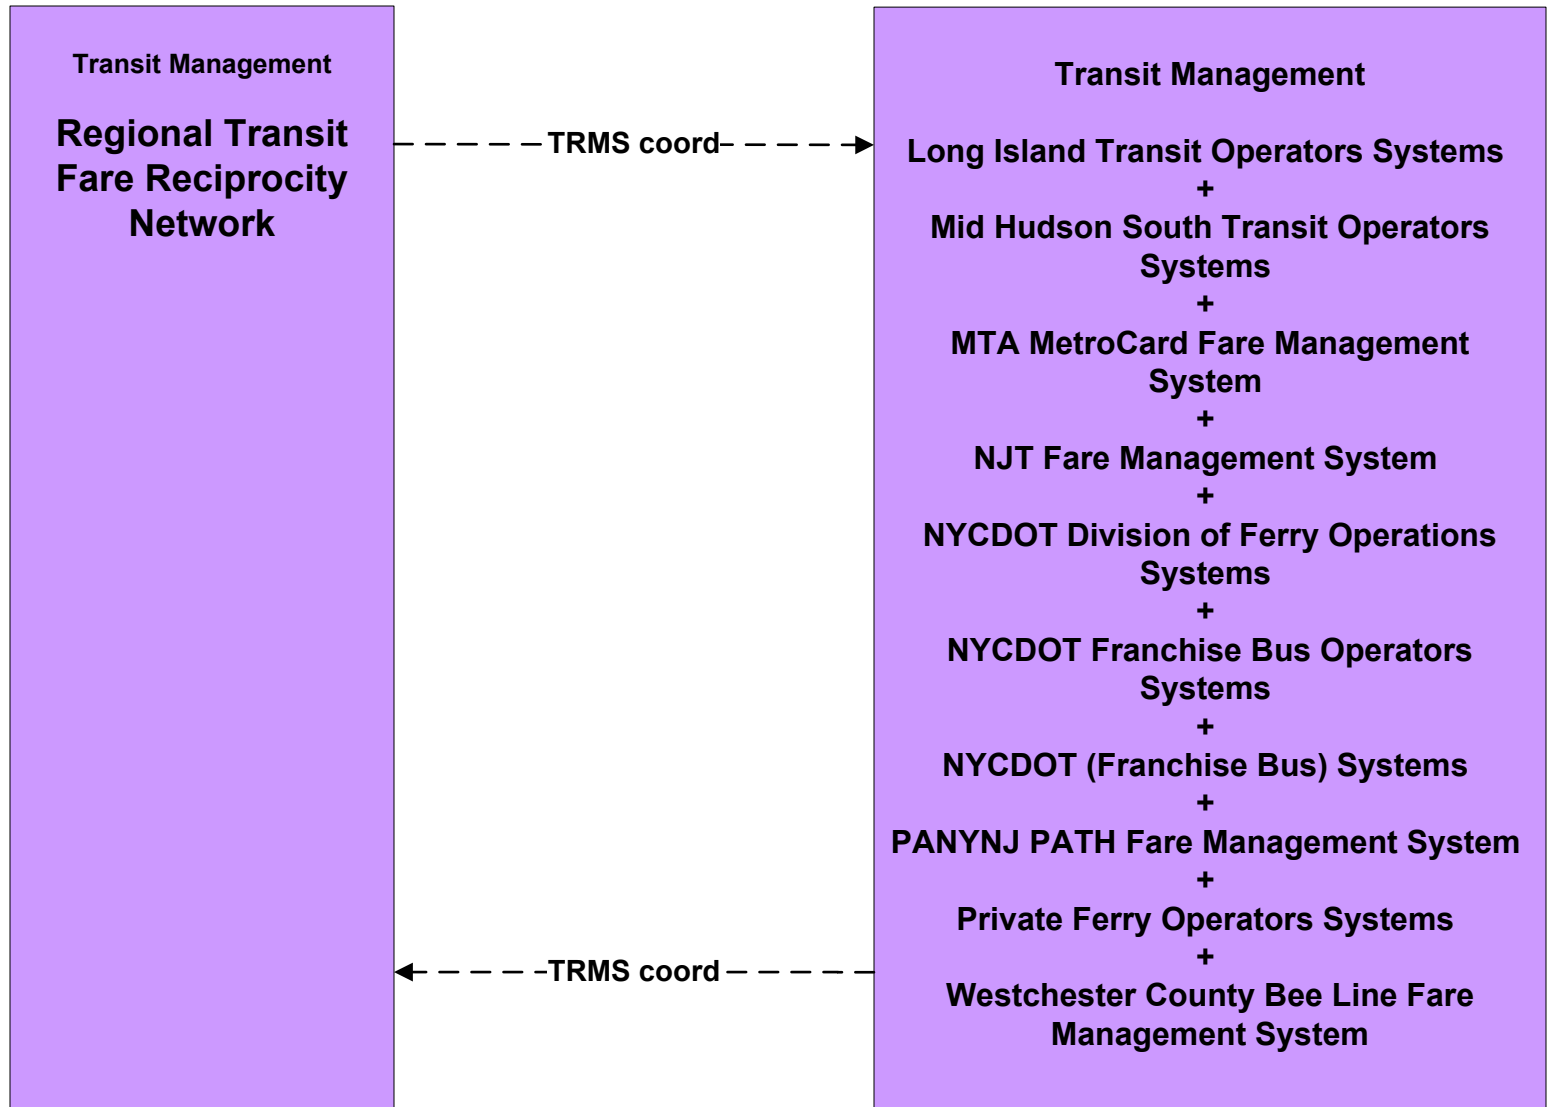 Transit Management
Regional Transit
Fare Reciprocity
Network
TRMS coord
TRMS coord
Transit Management
Long Island Transit Operators Systems
+
Mid Hudson South Transit Operators
Systems
+
MTA MetroCard Fare Management
System
+
NJT Fare Management System
+
NYCDOT Division of Ferry Operations
Systems
+
NYCDOT Franchise Bus Operators
Systems
+
NYCDOT (Franchise Bus) Systems
+
PANYNJ PATH Fare Management System
+
Private Ferry Operators Systems
+
Westchester County Bee Line Fare
Management System